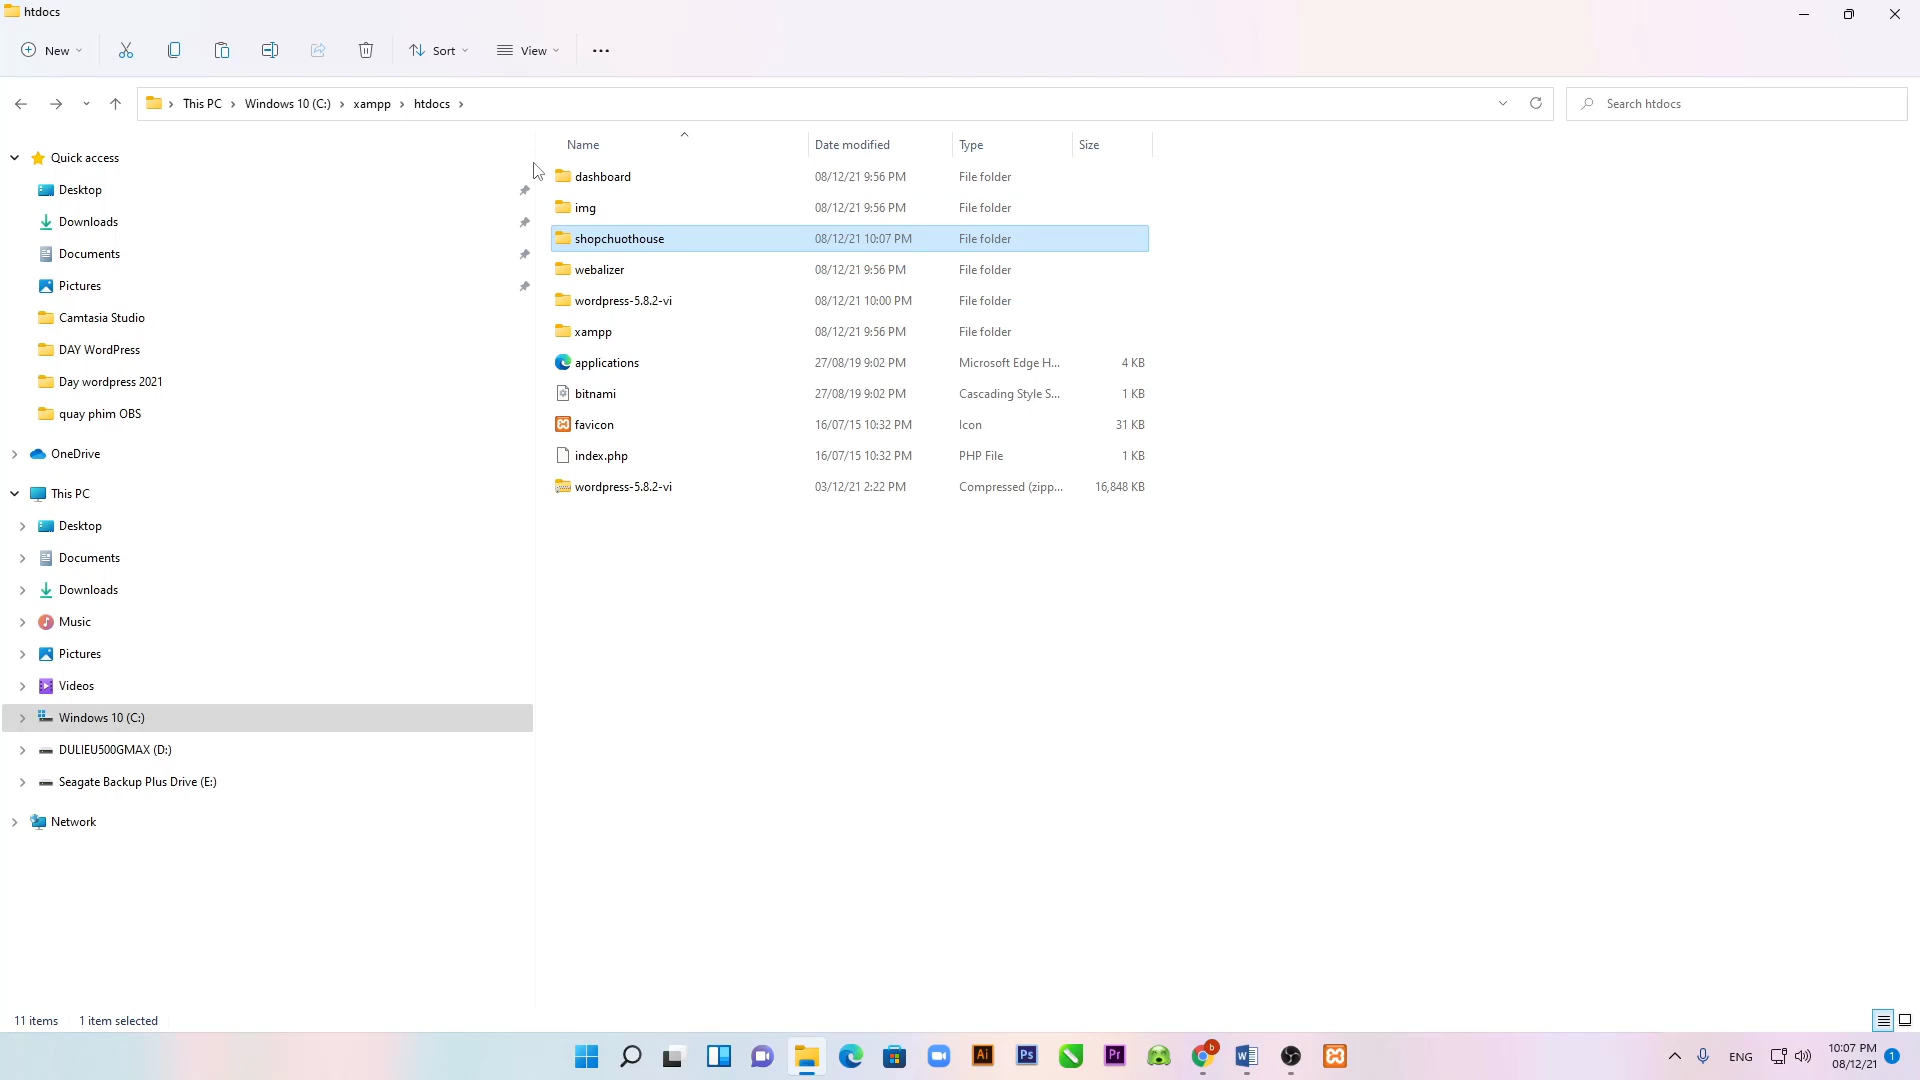 htdocs
New
Sort
View
This PC
Windows 10 (C:)
xampp
htdocs
Search htdocs
Quick access
Desktop
Downloads
Documents
Pictures
Camtasia Studio
DAY WordPress
Day wordpress 2021
quay phim OBS
OneDrive
This PC
Desktop
Documents
Downloads
Music
Pictures
Videos
Windows 10 (C:)
DULIEU500GMAX (D:)
Seagate Backup Plus Drive (E:)
Network
Name Date modified Type Size
dashboard 08/12/21 9:56 PM File folder
img 08/12/21 9:56 PM File folder
shopchuothouse 08/12/21 10:07 PM File folder
webalizer 08/12/21 9:56 PM File folder
wordpress-5.8.2-vi 08/12/21 10:00 PM File folder
xampp 08/12/21 9:56 PM File folder
applications 27/08/19 9:02 PM Microsoft Edge H... 4 KB
bitnami 27/08/19 9:02 PM Cascading Style S... 1 KB
favicon 16/07/15 10:32 PM Icon 31 KB
index.php 16/07/15 10:32 PM PHP File 1 KB
wordpress-5.8.2-vi 03/12/21 2:22 PM Compressed (zipp... 16,848 KB
11 items 1 item selected
Ai
Ps
Pr
b
W
ENG
10:07 PM
08/12/21
1